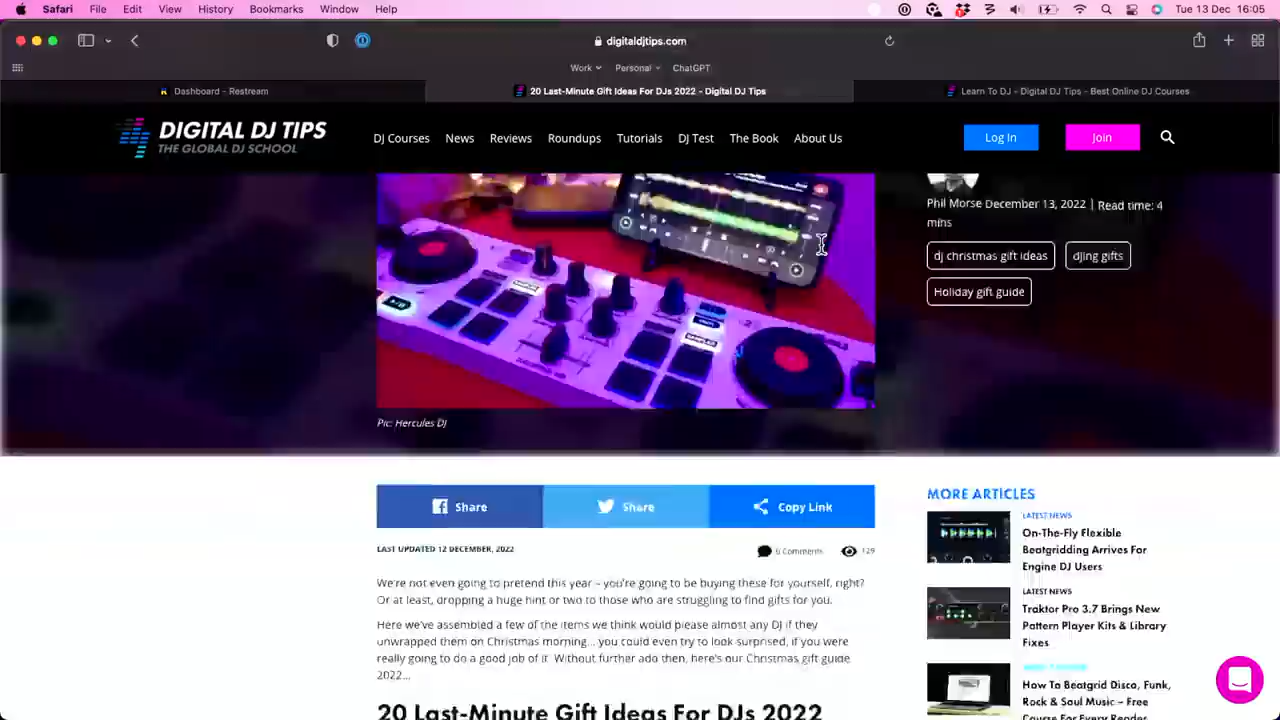 Safari File Edit View History Bookmarks Window Help Tue 13 Dec 16:05
digitaldjtips.com
Work Personal ChatGPT
Dashboard – Restream
20 Last-Minute Gift Ideas For DJs 2022 - Digital DJ Tips
Learn To DJ – Digital DJ Tips - Best Online DJ Courses
DIGITAL DJ TIPS
THE GLOBAL DJ SCHOOL
DJ Courses News Reviews Roundups Tutorials DJ Test The Book About Us
Log In
Join
Phil Morse December 13, 2022 | Read time: 4
mins
dj christmas gift ideas
djing gifts
Holiday gift guide
Pic: Hercules DJ
Share
Share
Copy Link
LAST UPDATED 12 DECEMBER, 2022
Comments 129
We're not even going to pretend this year – you're going to be buying these for yourself, right?
Or at least, dropping a huge hint or two to those who are struggling to find gifts for you.
Here we've assembled a few of the items we think would please almost any DJ if they
unwrapped them on Christmas morning... you could even try to look surprised, if you were
really going to do a good job of it. Without further ado then, here's our Christmas gift guide
2022...
20 Last-Minute Gift Ideas For DJs 2022
MORE ARTICLES
LATEST NEWS
On-The-Fly Flexible
Beatgridding Arrives For
Engine DJ Users
LATEST NEWS
Traktor Pro 3.7 Brings New
Pattern Player Kits & Library
Fixes
How To Beatgrid Disco, Funk,
Rock & Soul Music – Free
Course For Every Reader